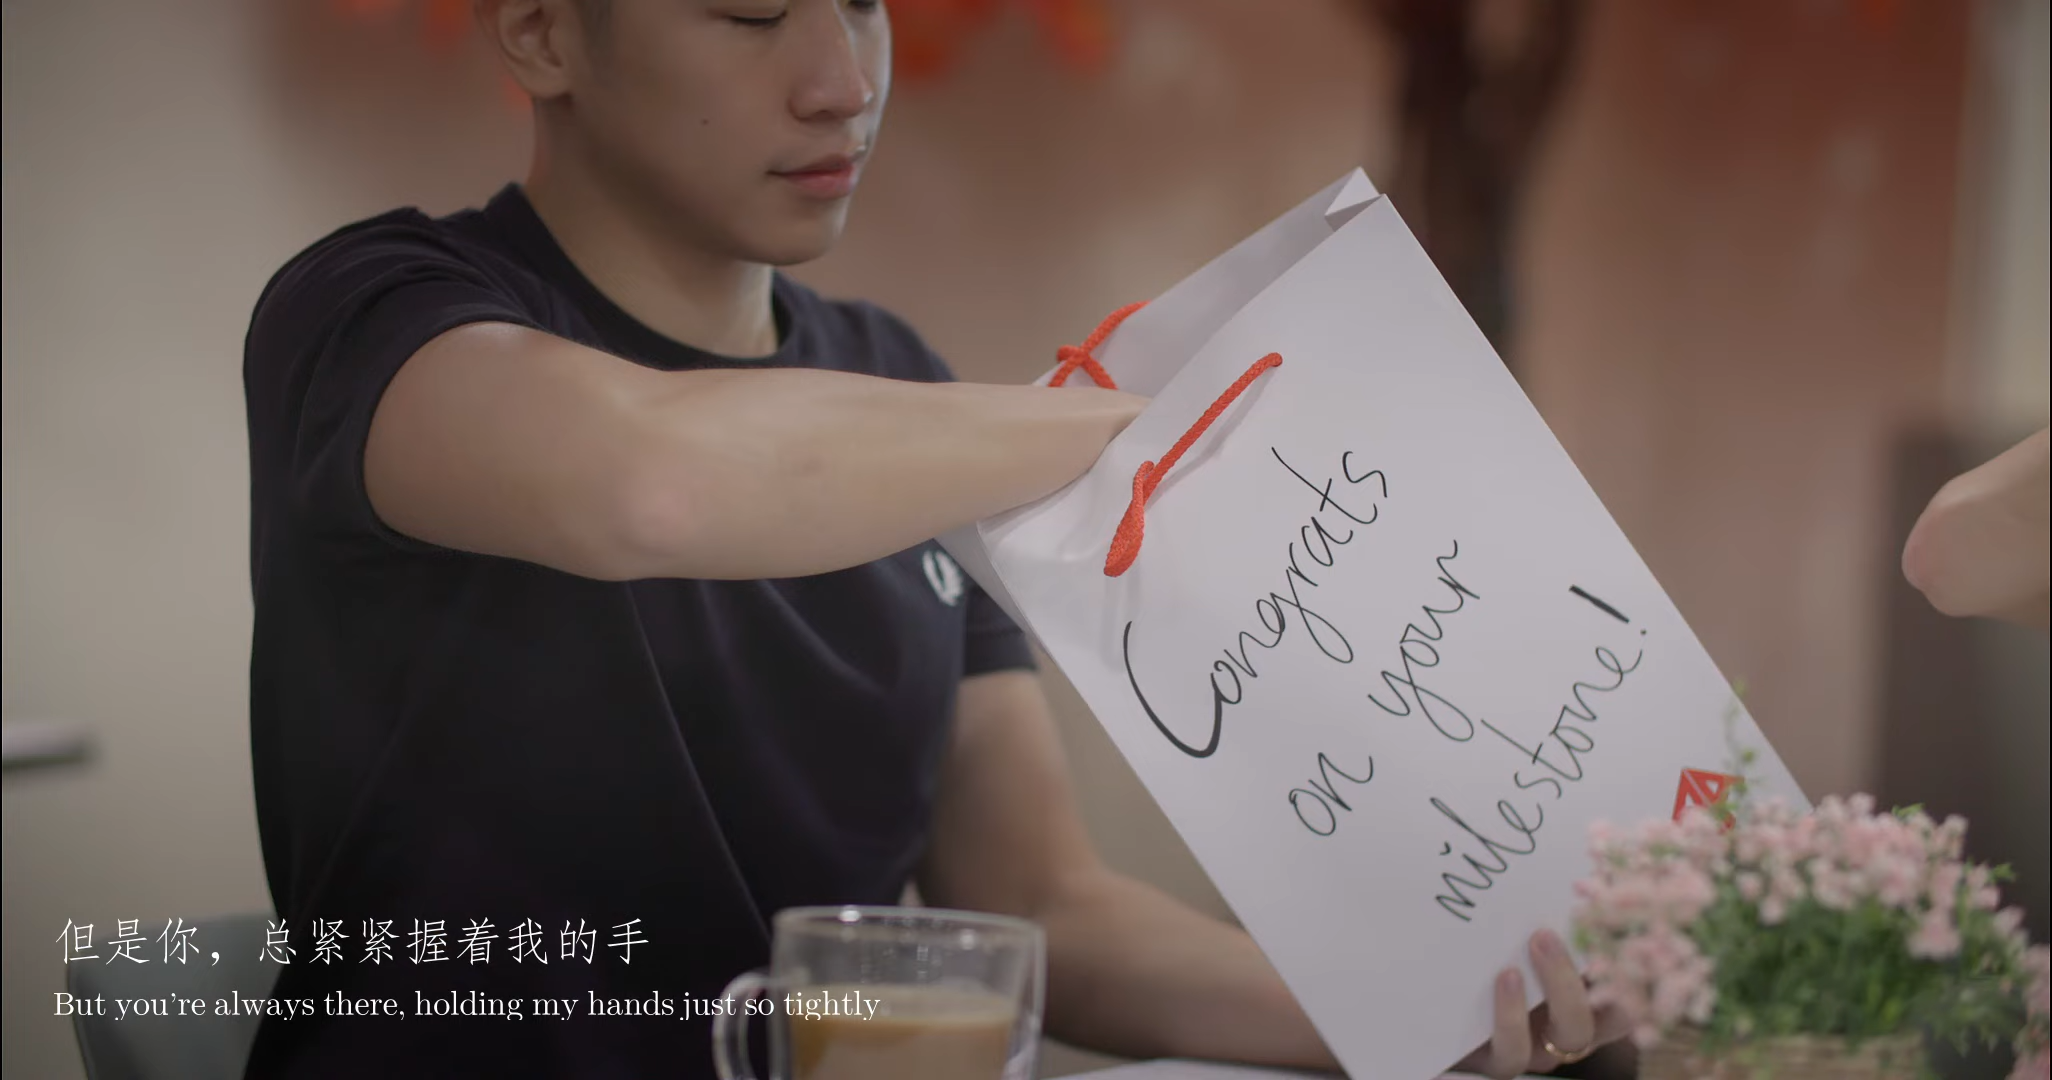 Congrats
on your
milestone!
但是你，总紧紧握着我的手
But you're always there, holding my hands just so tightly